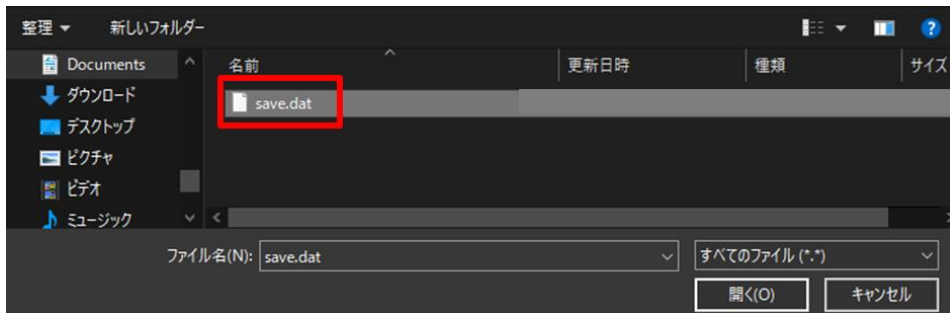 整理 新しいフォルダー
Documents
ダウンロード
デスクトップ
ピクチャ
ビデオ
ミュージック
名前 更新日時 種類 サイズ
save.dat
ファイル名(N): save.dat すべてのファイル (*.*)
開く(O) キャンセル